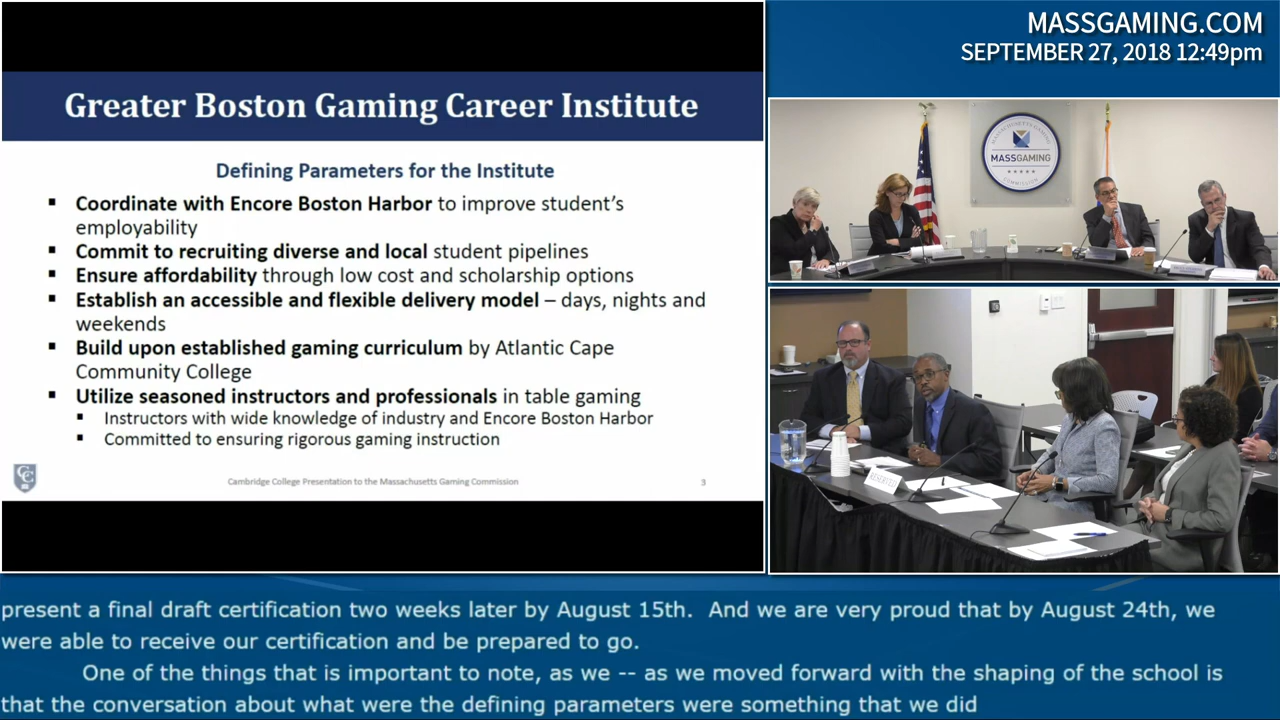 MASSGAMING.COM
SEPTEMBER 27, 2018 12:49pm
Greater Boston Gaming Career Institute
Defining Parameters for the Institute
▪ Coordinate with Encore Boston Harbor to improve student's
employability
▪ Commit to recruiting diverse and local student pipelines
▪ Ensure affordability through low cost and scholarship options
▪ Establish an accessible and flexible delivery model – days, nights and
weekends
▪ Build upon established gaming curriculum by Atlantic Cape
Community College
▪ Utilize seasoned instructors and professionals in table gaming
▪ Instructors with wide knowledge of industry and Encore Boston Harbor
▪ Committed to ensuring rigorous gaming instruction
CC
Cambridge College Presentation to the Massachusetts Gaming Commission
3
MASSACHUSETTS GAMING
MASSGAMING
COMMISSION
RESERVED
present a final draft certification two weeks later by August 15th. And we are very proud that by August 24th, we
were able to receive our certification and be prepared to go.
One of the things that is important to note, as we -- as we moved forward with the shaping of the school is
that the conversation about what were the defining parameters were something that we did